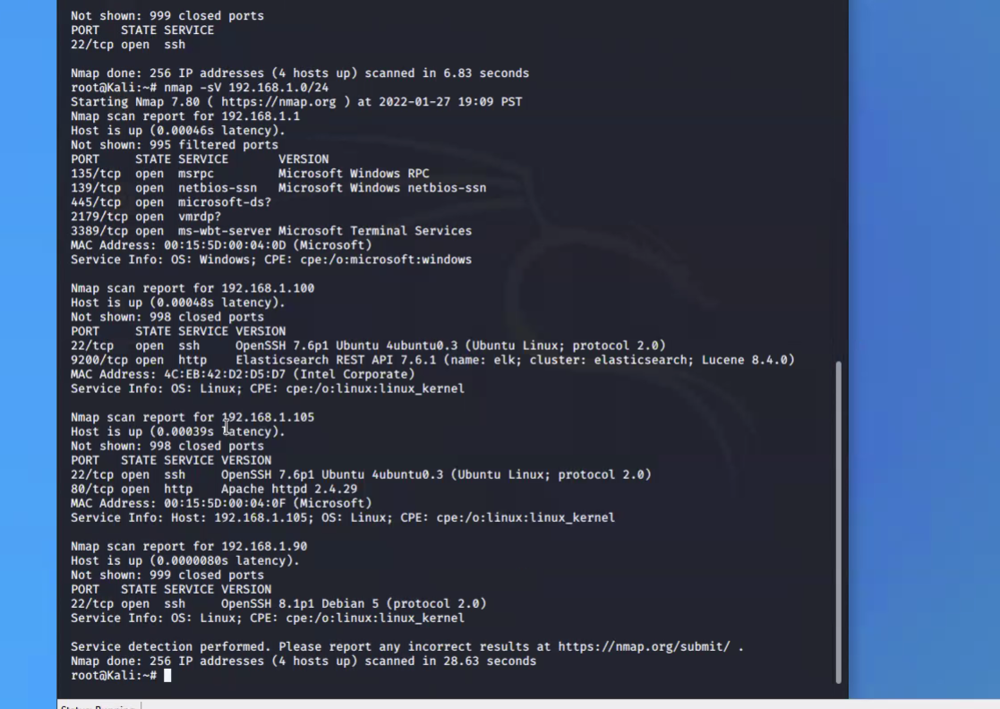 Not shown: 999 closed ports
PORT   STATE SERVICE
22/tcp open  ssh
Nmap done: 256 IP addresses (4 hosts up) scanned in 6.83 seconds
root@Kali:~# nmap -sV 192.168.1.0/24
Starting Nmap 7.80 ( https://nmap.org ) at 2022-01-27 19:09 PST
Nmap scan report for 192.168.1.1
Host is up (0.00046s latency).
Not shown: 995 filtered ports
PORT     STATE SERVICE       VERSION
135/tcp  open  msrpc         Microsoft Windows RPC
139/tcp  open  netbios-ssn   Microsoft Windows netbios-ssn
445/tcp  open  microsoft-ds?
2179/tcp open  vmrdp?
3389/tcp open  ms-wbt-server Microsoft Terminal Services
MAC Address: 00:15:5D:00:04:0D (Microsoft)
Service Info: OS: Windows; CPE: cpe:/o:microsoft:windows
Nmap scan report for 192.168.1.100
Host is up (0.00048s latency).
Not shown: 998 closed ports
PORT     STATE SERVICE VERSION
22/tcp   open  ssh     OpenSSH 7.6p1 Ubuntu 4ubuntu0.3 (Ubuntu Linux; protocol 2.0)
9200/tcp open  http    Elasticsearch REST API 7.6.1 (name: elk; cluster: elasticsearch; Lucene 8.4.0)
MAC Address: 4C:EB:42:D2:D5:D7 (Intel Corporate)
Service Info: OS: Linux; CPE: cpe:/o:linux:linux_kernel
Nmap scan report for 192.168.1.105
Host is up (0.00039s latency).
Not shown: 998 closed ports
PORT   STATE SERVICE VERSION
22/tcp open  ssh     OpenSSH 7.6p1 Ubuntu 4ubuntu0.3 (Ubuntu Linux; protocol 2.0)
80/tcp open  http    Apache httpd 2.4.29
MAC Address: 00:15:5D:00:04:0F (Microsoft)
Service Info: Host: 192.168.1.105; OS: Linux; CPE: cpe:/o:linux:linux_kernel
Nmap scan report for 192.168.1.90
Host is up (0.0000080s latency).
Not shown: 999 closed ports
PORT   STATE SERVICE VERSION
22/tcp open  ssh     OpenSSH 8.1p1 Debian 5 (protocol 2.0)
Service Info: OS: Linux; CPE: cpe:/o:linux:linux_kernel
Service detection performed. Please report any incorrect results at https://nmap.org/submit/ .
Nmap done: 256 IP addresses (4 hosts up) scanned in 28.63 seconds
root@Kali:~#
Status: Running